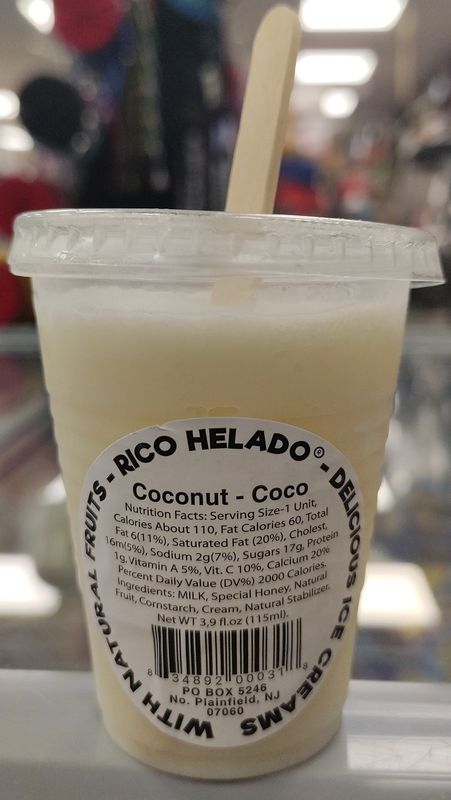 RICO HELADO® - DELICIOUS ICE CREAMS WITH NATURAL FRUITS -
Coconut - Coco
Nutrition Facts: Serving Size-1 Unit,
Calories About 110, Fat Calories 60, Total
Fat 6(11%), Saturated Fat (20%), Cholest,
16m(5%), Sodium 2g(7%), Sugars 17g, Protein
1g, Vitamin A 5%, Vit. C 10%, Calcium 20%
Percent Daily Value (DV%) 2000 Calories.
Ingredients: MILK, Special Honey, Natural
Fruit, Cornstarch, Cream, Natural Stabilizer.
Net WT 3,9 fl.oz (115ml).
8 34892 00031 8
PO BOX 5246
No. Plainfield, NJ
07060